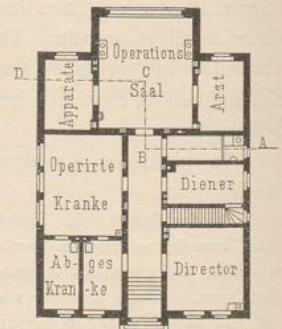 Operations
C
Saal
D
Apparate
Arzt
A
B
Operirte
Kranke
Diener
Ab- ges
Kran -ke
Director